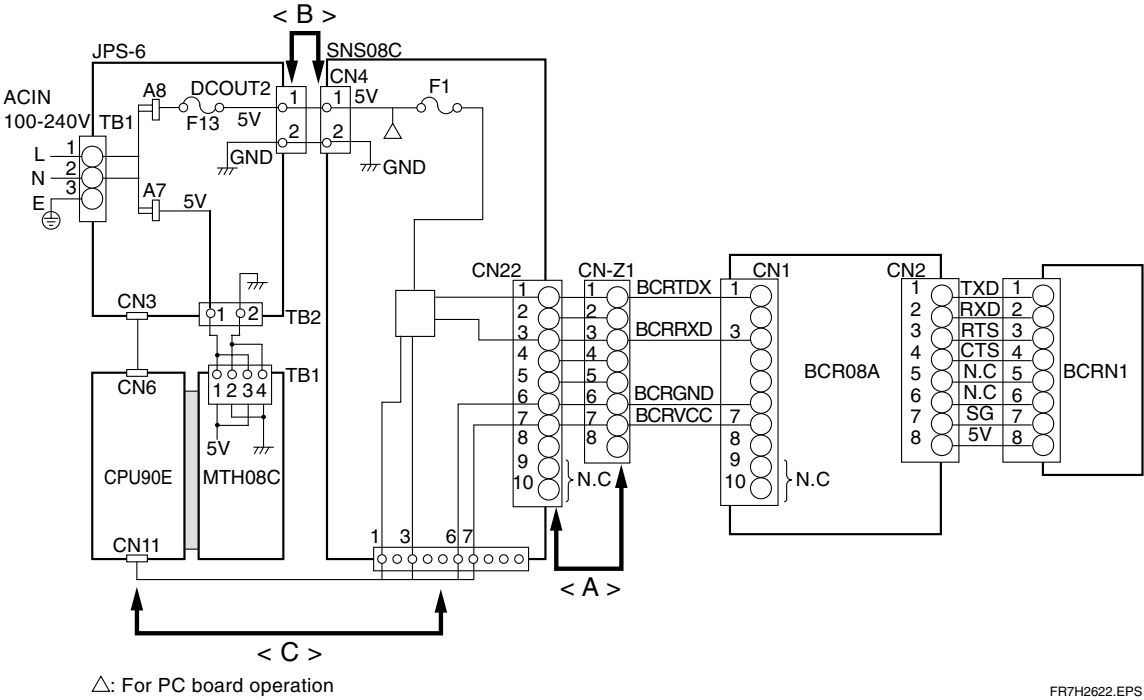 < B >
JPS-6
SNS08C
ACIN
100-240V
TB1
L
N
E
1
2
3
A8
F13
DCOUT2
5V
GND
1
2
CN4
1
2
5V
F1
GND
A7
5V
CN3
1
2
TB2
CN6
TB1
1
2
3
4
5V
CPU90E
MTH08C
CN11
CN22
1
2
3
4
5
6
7
8
9
10
N.C
CN-Z1
1
2
3
4
5
6
7
8
BCRTDX
BCRRXD
BCRGND
BCRVCC
CN1
1
3
7
8
9
10
N.C
BCR08A
CN2
1
2
3
4
5
6
7
8
TXD
RXD
RTS
CTS
N.C
N.C
SG
5V
1
2
3
4
5
6
7
8
BCRN1
1
3
6
7
< A >
< C >
△: For PC board operation
FR7H2622.EPS